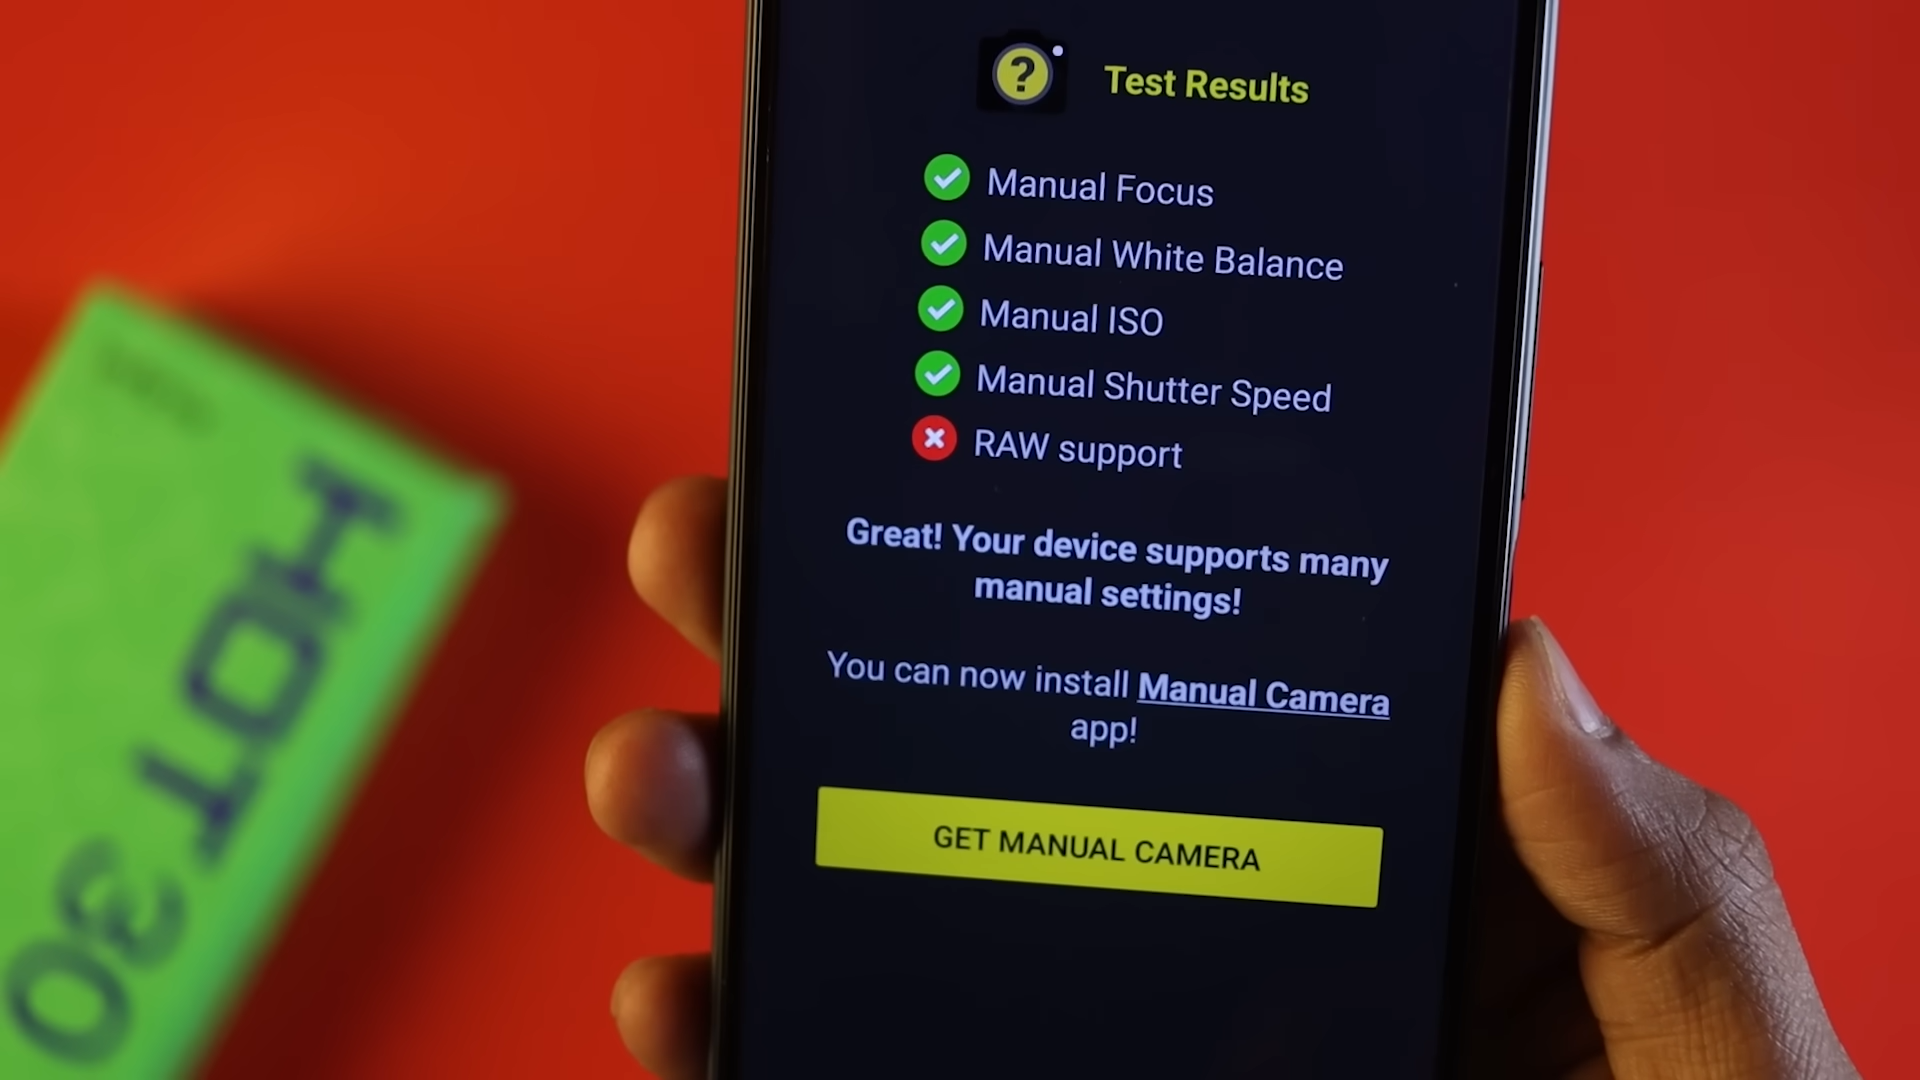 ?
Test Results
Manual Focus
Manual White Balance
Manual ISO
Manual Shutter Speed
RAW support
Great! Your device supports many
manual settings!
You can now install Manual Camera
app!
GET MANUAL CAMERA
HOT 30